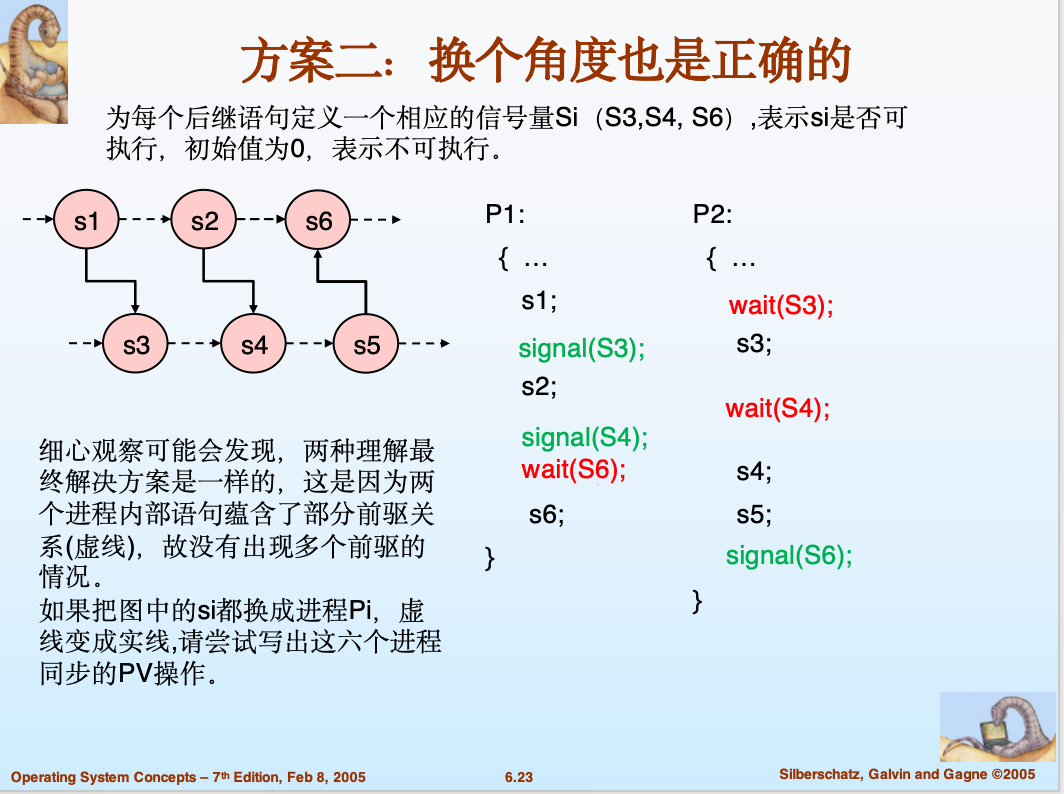 方案二：换个角度也是正确的
为每个后继语句定义一个相应的信号量Si（S3,S4, S6）,表示si是否可
执行，初始值为0，表示不可执行。
s1
s2
s6
s3
s4
s5
P1:
{ …
s1;
signal(S3);
s2;
signal(S4);
wait(S6);
s6;
}
P2:
{ …
wait(S3);
s3;
wait(S4);
s4;
s5;
signal(S6);
}
细心观察可能会发现，两种理解最
终解决方案是一样的，这是因为两
个进程内部语句蕴含了部分前驱关
系(虚线)，故没有出现多个前驱的
情况。
如果把图中的si都换成进程Pi，虚
线变成实线,请尝试写出这六个进程
同步的PV操作。
Operating System Concepts – 7th Edition, Feb 8, 2005
6.23
Silberschatz, Galvin and Gagne ©2005